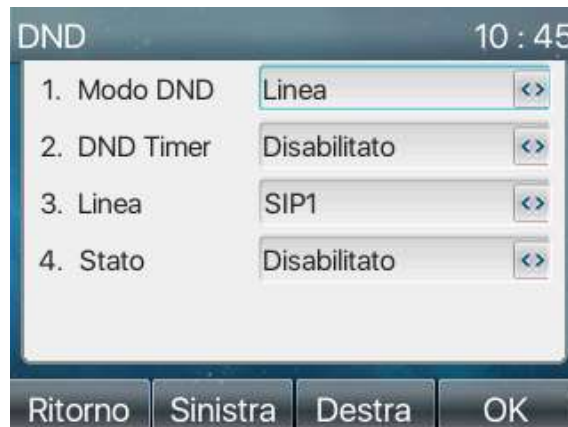 DND 10 : 45
1. Modo DND Linea
2. DND Timer Disabilitato
3. Linea SIP1
4. Stato Disabilitato
Ritorno Sinistra Destra OK